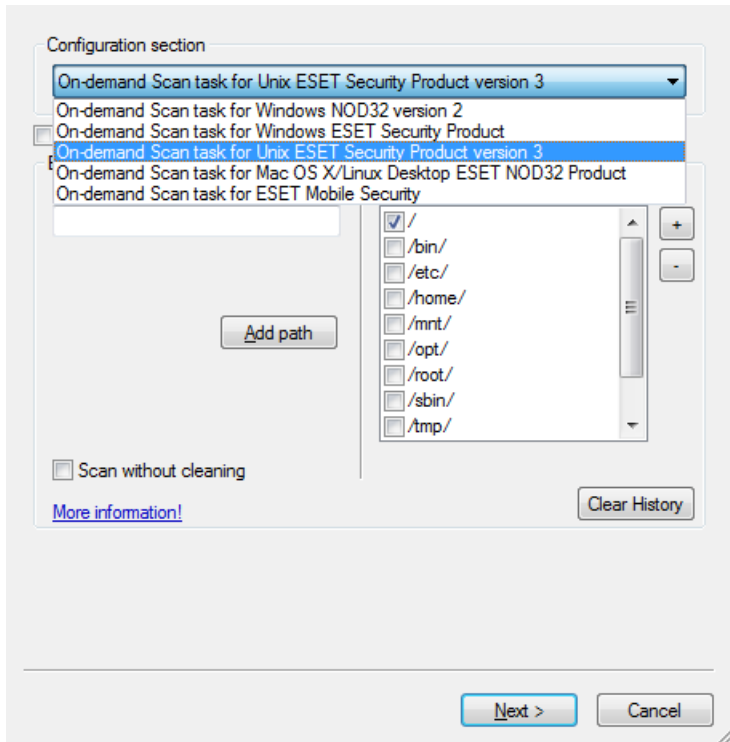 Configuration section
On-demand Scan task for Unix ESET Security Product version 3
On-demand Scan task for Windows NOD32 version 2
On-demand Scan task for Windows ESET Security Product
On-demand Scan task for Unix ESET Security Product version 3
On-demand Scan task for Mac OS X/Linux Desktop ESET NOD32 Product
On-demand Scan task for ESET Mobile Security
/
+
/bin/
/etc/
-
/home/
/mnt/
Add path
/opt/
/root/
/sbin/
/tmp/
Scan without cleaning
More information!
Clear History
Next >
Cancel